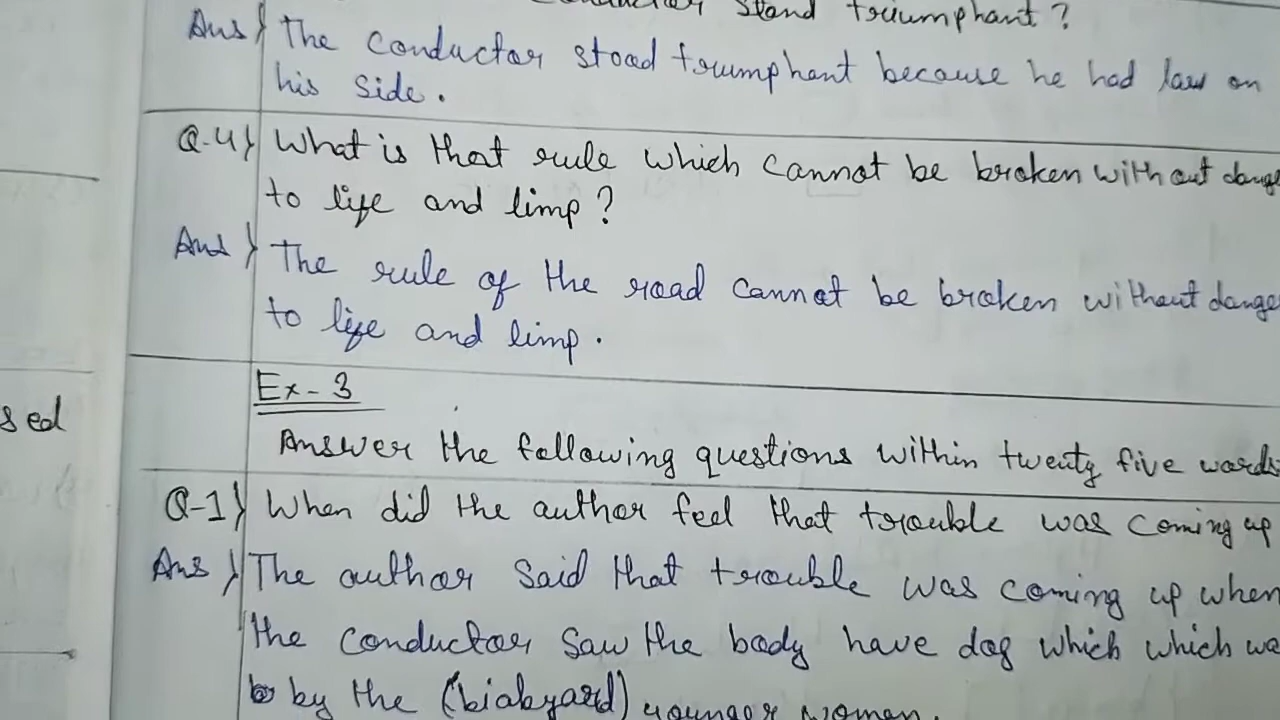 Conductor stand triumphant?
Ans} The conductor stood trumphant because he had law on
his side.
Q.4} What is that rule which cannot be broken without dange
to life and limp?
Ans} The rule of the road cannot be broken without dange
to life and limp.
Ex-3
sed
Answer the following questions within twenty five words
Q-1} When did the author feel that trouble was coming up
Ans} The author said that trouble was coming up when
the conductor saw the body have dog which which wa
by the ( ) younger women.